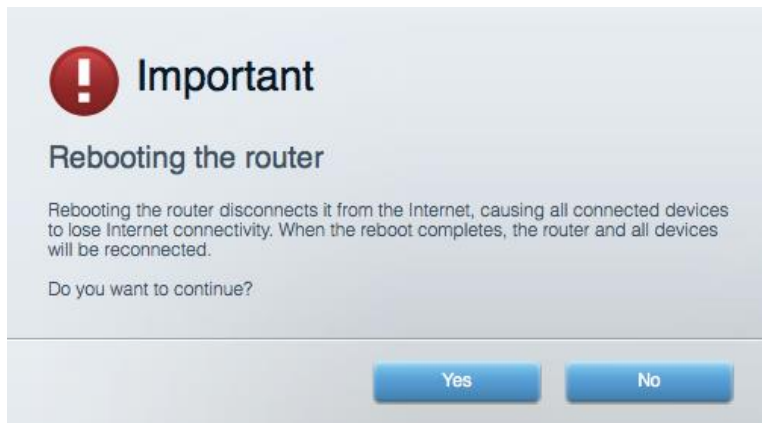 Important
Rebooting the router
Rebooting the router disconnects it from the Internet, causing all connected devices
to lose Internet connectivity. When the reboot completes, the router and all devices
will be reconnected.
Do you want to continue?
Yes
No